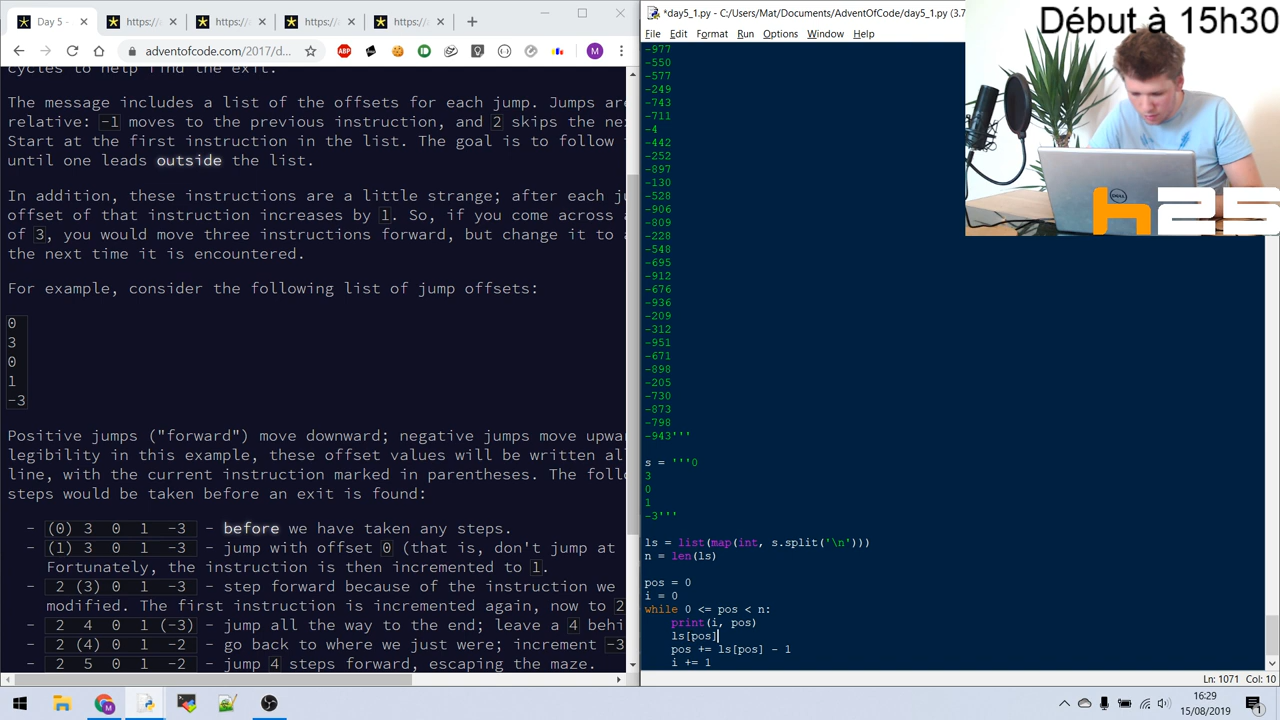 Day 5 -
https://
https://
https://
https://
adventofcode.com/2017/d...
ABP
M
cycles to help find the exit.
The message includes a list of the offsets for each jump. Jumps are
relative: -1 moves to the previous instruction, and 2 skips the ne
Start at the first instruction in the list. The goal is to follow
until one leads outside the list.
In addition, these instructions are a little strange; after each ju
offset of that instruction increases by 1. So, if you come across a
of 3, you would move three instructions forward, but change it to a
the next time it is encountered.
For example, consider the following list of jump offsets:
0
3
0
1
-3
Positive jumps ("forward") move downward; negative jumps move upwa
legibility in this example, these offset values will be written all
line, with the current instruction marked in parentheses. The follo
steps would be taken before an exit is found:
- (0) 3 0 1 -3 - before we have taken any steps.
- (1) 3 0 1 -3 - jump with offset 0 (that is, don't jump at
Fortunately, the instruction is then incremented to 1.
- 2 (3) 0 1 -3 - step forward because of the instruction we
modified. The first instruction is incremented again, now to 2
- 2 4 0 1 (-3) - jump all the way to the end; leave a 4 behi
- 2 (4) 0 1 -2 - go back to where we just were; increment -3
- 2 5 0 1 -2 - jump 4 steps forward, escaping the maze.
*day5_1.py - C:/Users/Mat/Documents/AdventOfCode/day5_1.py (3.7
File Edit Format Run Options Window Help
-977
-550
-577
-249
-743
-711
-4
-442
-252
-897
-130
-528
-906
-809
-228
-548
-695
-912
-676
-936
-209
-312
-951
-671
-898
-205
-730
-873
-798
-943'''
s = '''0
3
0
1
-3'''
ls = list(map(int, s.split('\n')))
n = len(ls)
pos = 0
i = 0
while 0 <= pos < n:
print(i, pos)
ls[pos]
pos += ls[pos] - 1
i += 1
Ln: 1071 Col: 10
Début à 15h30
DELL
h25
16:29
15/08/2019
1